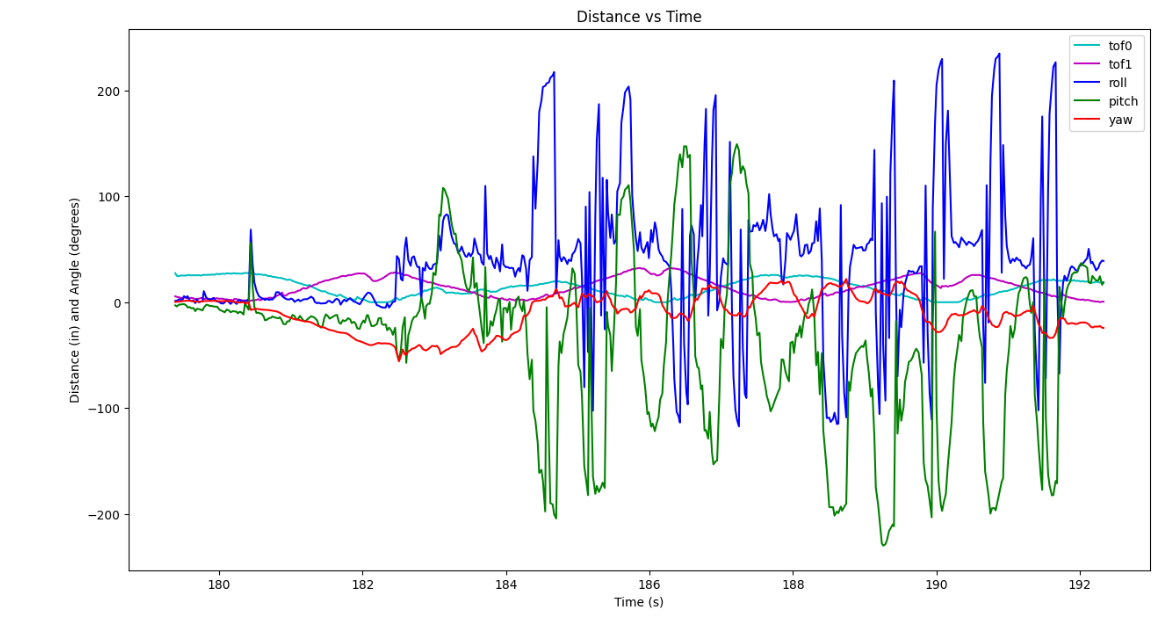 Distance vs Time
Distance (in) and Angle (degrees)
200
100
0
−100
−200
180
182
184
186
188
190
192
Time (s)
tof0
tof1
roll
pitch
yaw